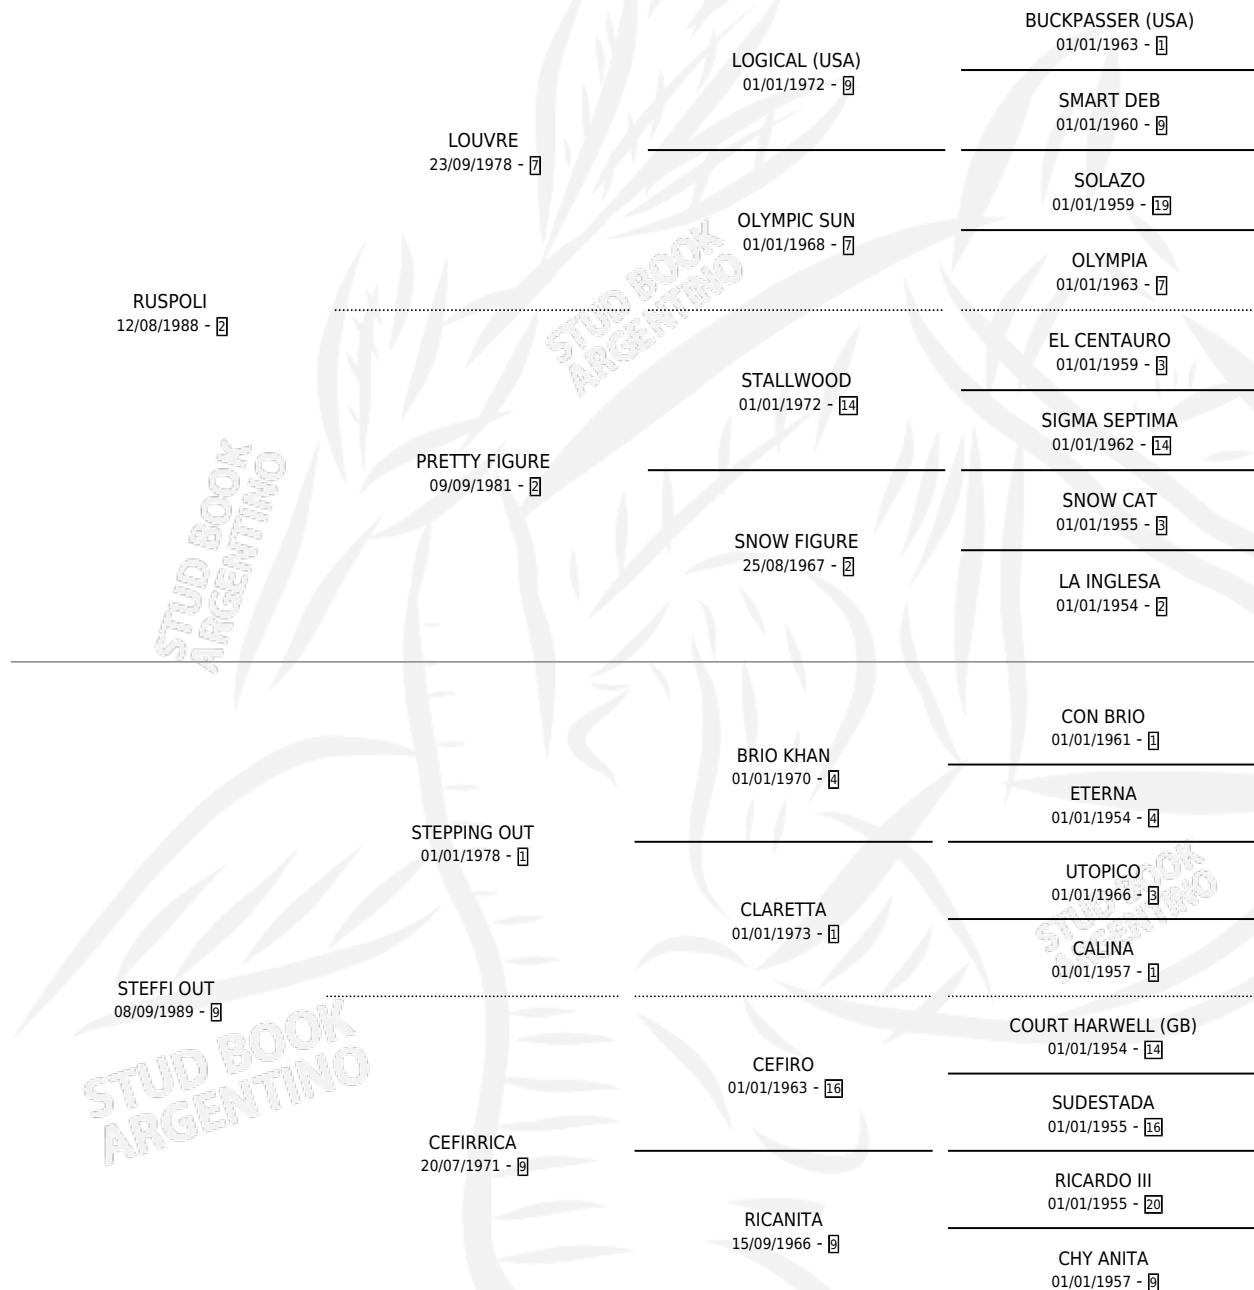 BUCKPASSER (USA)
01/01/1963 - 1
LOGICAL (USA)
01/01/1972 - 9
SMART DEB
01/01/1960 - 9
LOUVRE
23/09/1978 - 7
SOLAZO
01/01/1959 - 19
OLYMPIC SUN
01/01/1968 - 7
OLYMPIA
01/01/1963 - 7
RUSPOLI
12/08/1988 - 2
EL CENTAURO
01/01/1959 - 3
STALLWOOD
01/01/1972 - 14
SIGMA SEPTIMA
01/01/1962 - 14
PRETTY FIGURE
09/09/1981 - 2
SNOW CAT
01/01/1955 - 3
SNOW FIGURE
25/08/1967 - 2
LA INGLESA
01/01/1954 - 2
CON BRIO
01/01/1961 - 1
BRIO KHAN
01/01/1970 - 4
ETERNA
01/01/1954 - 4
STEPPING OUT
01/01/1978 - 1
UTOPICO
01/01/1966 - 3
CLARETTA
01/01/1973 - 1
CALINA
01/01/1957 - 1
STEFFI OUT
08/09/1989 - 9
COURT HARWELL (GB)
01/01/1954 - 14
CEFIRO
01/01/1963 - 16
SUDESTADA
01/01/1955 - 16
CEFIRRICA
20/07/1971 - 9
RICARDO III
01/01/1955 - 20
RICANITA
15/09/1966 - 9
CHY ANITA
01/01/1957 - 9
STUD BOOK
ARGENTINO
STUD BOOK
ARGENTINO
STUD BOOK
ARGENTINO
STUD BOOK
ARGENTINO